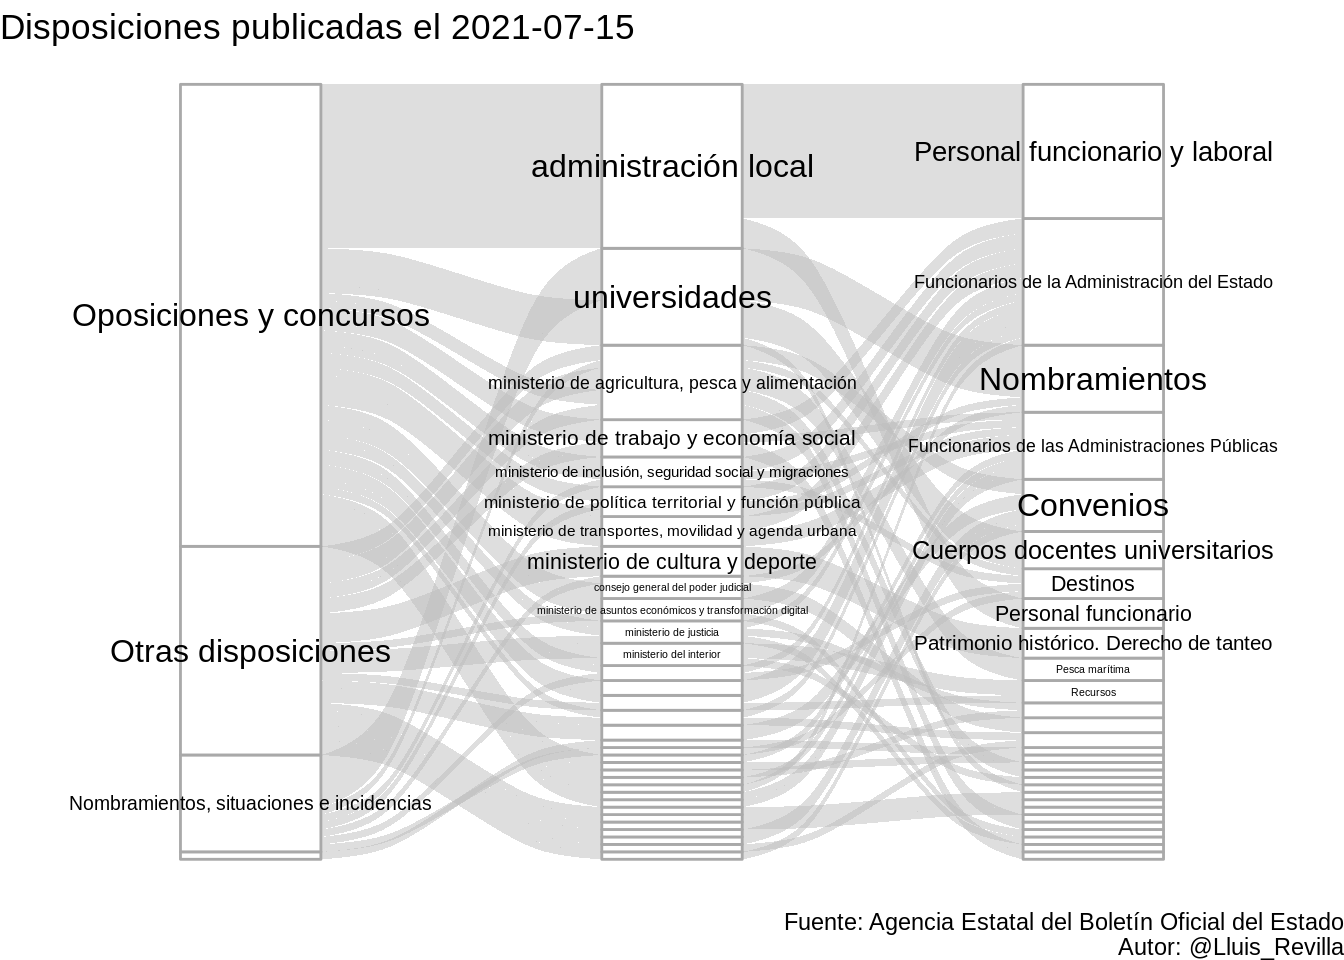 Disposiciones publicadas el 2021-07-15
Oposiciones y concursos
Otras disposiciones
Nombramientos, situaciones e incidencias
administración local
universidades
ministerio de agricultura, pesca y alimentación
ministerio de trabajo y economía social
ministerio de inclusión, seguridad social y migraciones
ministerio de política territorial y función pública
ministerio de transportes, movilidad y agenda urbana
ministerio de cultura y deporte
consejo general del poder judicial
ministerio de asuntos económicos y transformación digital
ministerio de justicia
ministerio del interior
Personal funcionario y laboral
Funcionarios de la Administración del Estado
Nombramientos
Funcionarios de las Administraciones Públicas
Convenios
Cuerpos docentes universitarios
Destinos
Personal funcionario
Patrimonio histórico. Derecho de tanteo
Pesca marítima
Recursos
Fuente: Agencia Estatal del Boletín Oficial del Estado
Autor: @Lluis_Revilla